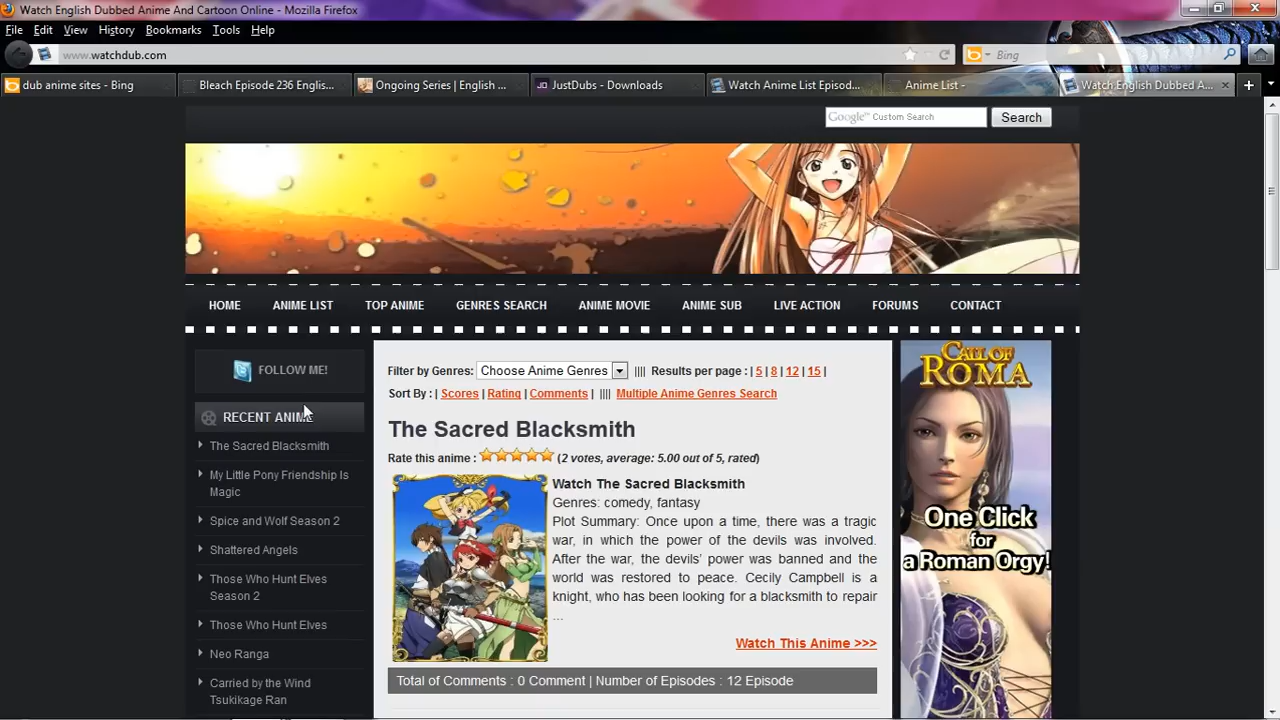 Watch English Dubbed Anime And Cartoon Online - Mozilla Firefox
File Edit View History Bookmarks Tools Help
www.watchdub.com
Bing
dub anime sites - Bing
Bleach Episode 236 Englis...
Ongoing Series | English ...
JustDubs - Downloads
Watch Anime List Episod...
Anime List -
Watch English Dubbed A...
Google™ Custom Search
Search
HOME ANIME LIST TOP ANIME GENRES SEARCH ANIME MOVIE ANIME SUB LIVE ACTION FORUMS CONTACT
FOLLOW ME!
RECENT ANIME
The Sacred Blacksmith
My Little Pony Friendship Is
Magic
Spice and Wolf Season 2
Shattered Angels
Those Who Hunt Elves
Season 2
Those Who Hunt Elves
Neo Ranga
Carried by the Wind
Tsukikage Ran
Filter by Genres: Choose Anime Genres |||| Results per page : | 5 | 8 | 12 | 15 |
Sort By : | Scores | Rating | Comments |||| Multiple Anime Genres Search
The Sacred Blacksmith
Rate this anime : (2 votes, average: 5.00 out of 5, rated)
Watch The Sacred Blacksmith
Genres: comedy, fantasy
Plot Summary: Once upon a time, there was a tragic
war, in which the power of the devils was involved.
After the war, the devils' power was banned and the
world was restored to peace. Cecily Campbell is a
knight, who has been looking for a blacksmith to repair
...
Watch This Anime >>>
Total of Comments : 0 Comment | Number of Episodes : 12 Episode
CALL OF
ROMA
One Click
for
a Roman Orgy!